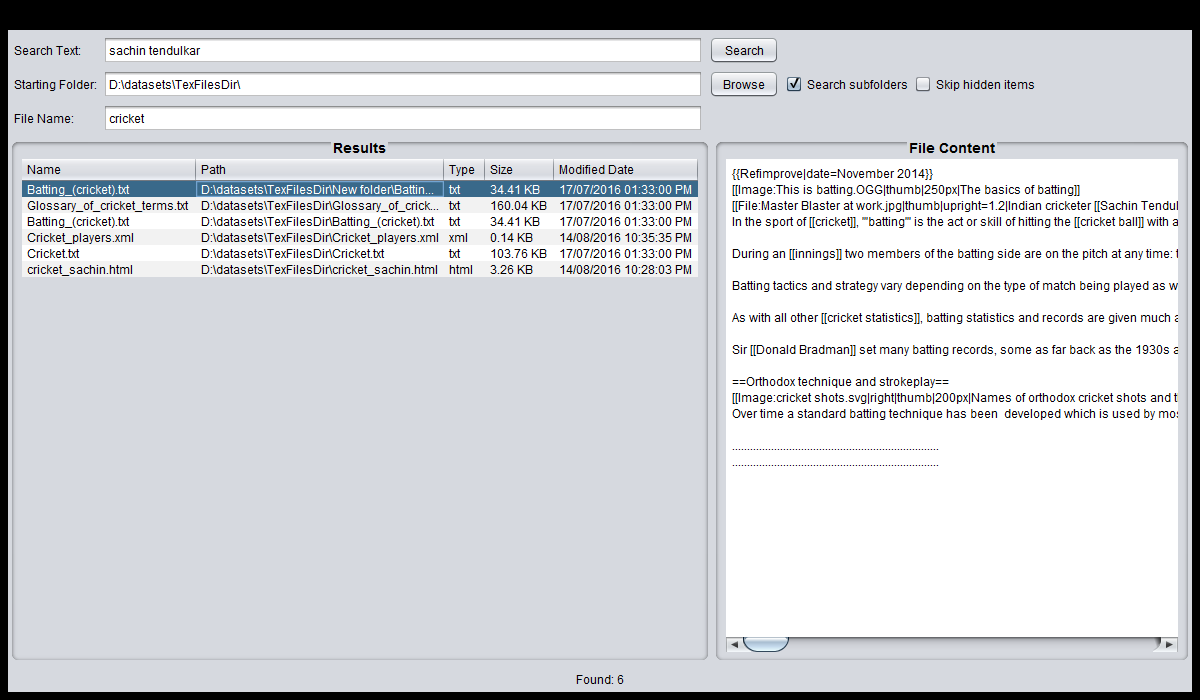 Search Text: sachin tendulkar Search
Starting Folder: D:\datasets\TexFilesDir\ Browse Search subfolders Skip hidden items
File Name: cricket
Results
Name Path Type Size Modified Date
Batting_(cricket).txt D:\datasets\TexFilesDir\New folder\Battin... txt 34.41 KB 17/07/2016 01:33:00 PM
Glossary_of_cricket_terms.txt D:\datasets\TexFilesDir\Glossary_of_crick... txt 160.04 KB 17/07/2016 01:33:00 PM
Batting_(cricket).txt D:\datasets\TexFilesDir\Batting_(cricket).txt txt 34.41 KB 17/07/2016 01:33:00 PM
Cricket_players.xml D:\datasets\TexFilesDir\Cricket_players.xml xml 0.14 KB 14/08/2016 10:35:35 PM
Cricket.txt D:\datasets\TexFilesDir\Cricket.txt txt 103.76 KB 17/07/2016 01:33:00 PM
cricket_sachin.html D:\datasets\TexFilesDir\cricket_sachin.html html 3.26 KB 14/08/2016 10:28:03 PM
File Content
{{Refimprove|date=November 2014}}
[[Image:This is batting.OGG|thumb|250px|The basics of batting]]
[[File:Master Blaster at work.jpg|thumb|upright=1.2|Indian cricketer [[Sachin Tendul
In the sport of [[cricket]], '''batting''' is the act or skill of hitting the [[cricket ball]] with a
During an [[innings]] two members of the batting side are on the pitch at any time: t
Batting tactics and strategy vary depending on the type of match being played as w
As with all other [[cricket statistics]], batting statistics and records are given much a
Sir [[Donald Bradman]] set many batting records, some as far back as the 1930s a
==Orthodox technique and strokeplay==
[[Image:cricket shots.svg|right|thumb|200px|Names of orthodox cricket shots and t
Over time a standard batting technique has been  developed which is used by mos
.....................................................................
.....................................................................
Found: 6